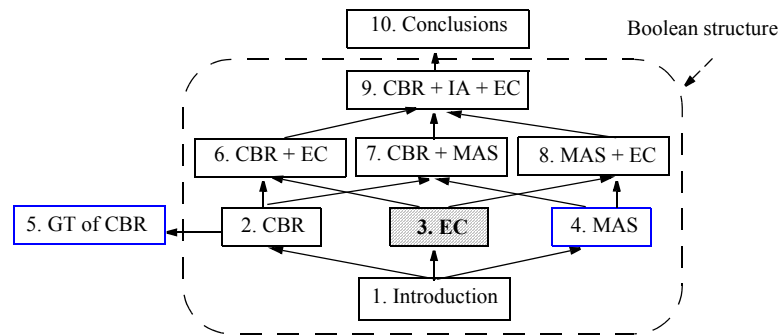 10. Conclusions
Boolean structure
9. CBR + IA + EC
6. CBR + EC
7. CBR + MAS
8. MAS + EC
5. GT of CBR
2. CBR
3. EC
4. MAS
1. Introduction